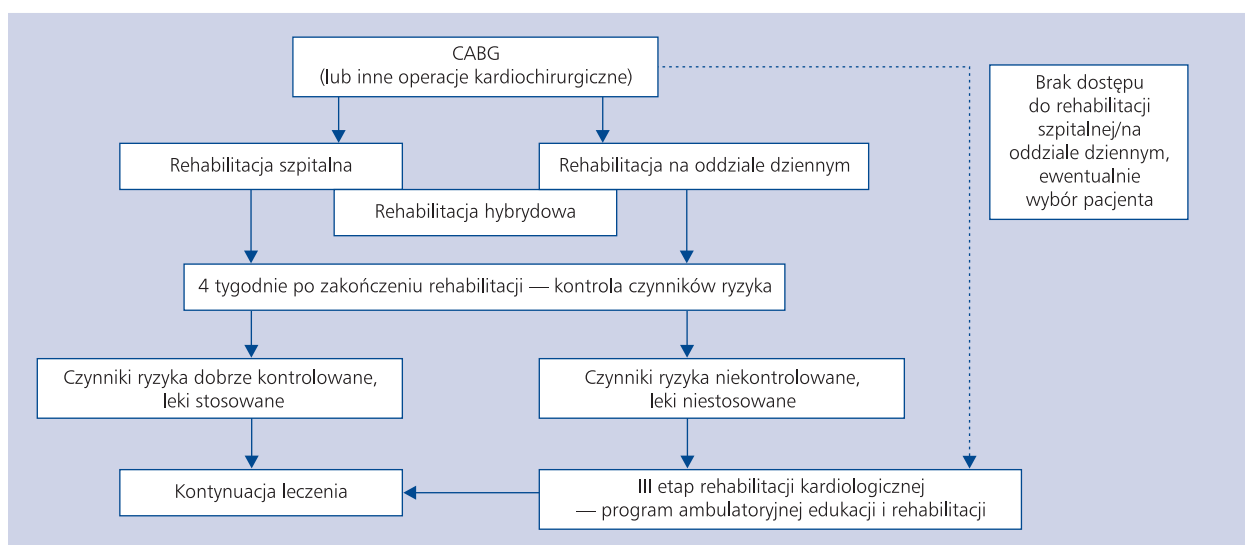 CABG
(lub inne operacje kardiochirurgiczne)
Brak dostępu
do rehabilitacji
szpitalnej/na
oddziale dziennym,
ewentualnie
wybór pacjenta
Rehabilitacja szpitalna
Rehabilitacja na oddziale dziennym
Rehabilitacja hybrydowa
4 tygodnie po zakończeniu rehabilitacji — kontrola czynników ryzyka
Czynniki ryzyka dobrze kontrolowane,
leki stosowane
Czynniki ryzyka niekontrolowane,
leki niestosowane
Kontynuacja leczenia
III etap rehabilitacji kardiologicznej
— program ambulatoryjnej edukacji i rehabilitacji